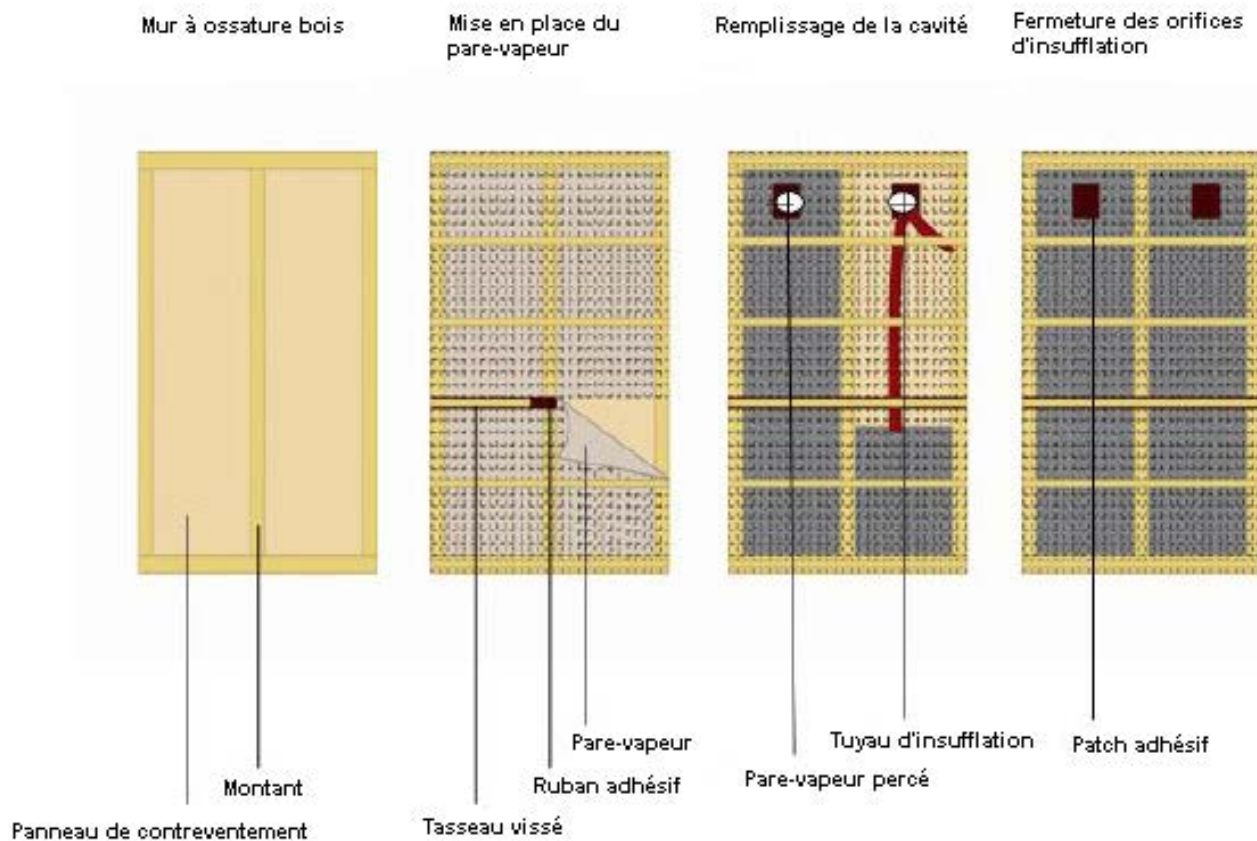 Mur à ossature bois
Mise en place du
pare-vapeur
Remplissage de la cavité
Fermeture des orifices
d'insufflation
Pare-vapeur
Tuyau d'insufflation
Patch adhésif
Montant
Ruban adhésif
Pare-vapeur percé
Panneau de contreventement
Tasseau vissé